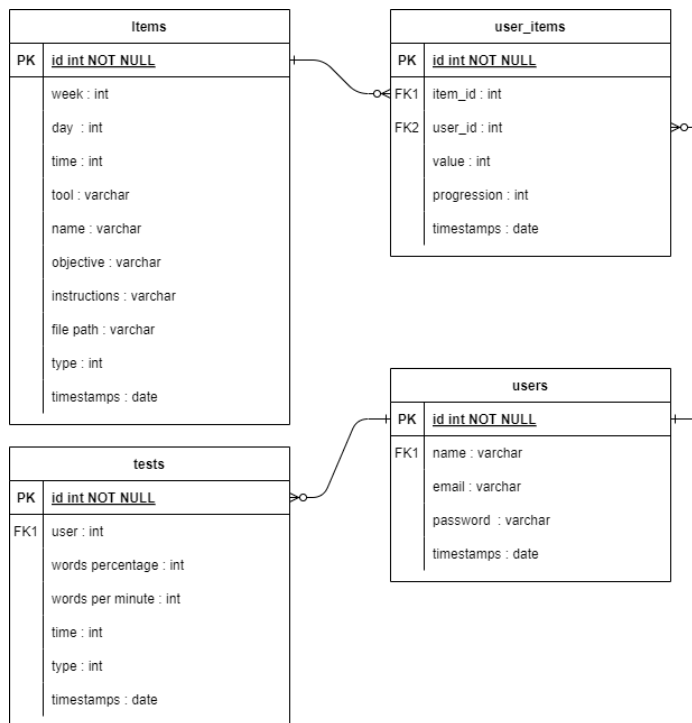 Items
PK id int NOT NULL
week : int
day : int
time : int
tool : varchar
name : varchar
objective : varchar
instructions : varchar
file path : varchar
type : int
timestamps : date
user_items
PK id int NOT NULL
FK1 item_id : int
FK2 user_id : int
value : int
progression : int
timestamps : date
tests
PK id int NOT NULL
FK1 user : int
words percentage : int
words per minute : int
time : int
type : int
timestamps : date
users
PK id int NOT NULL
FK1 name : varchar
email : varchar
password : varchar
timestamps : date